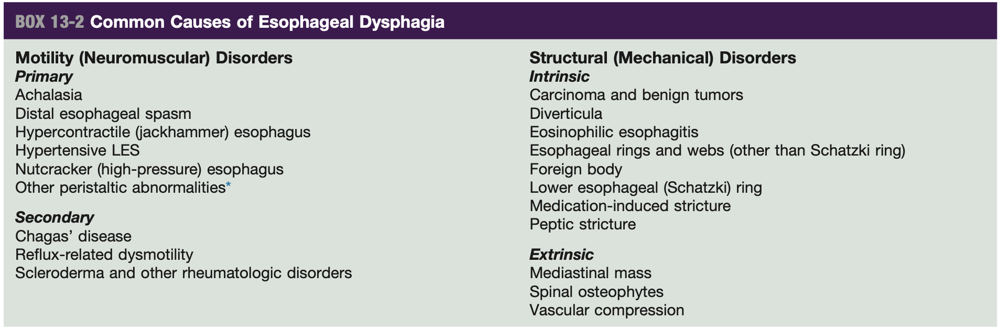 BOX 13-2 Common Causes of Esophageal Dysphagia
Motility (Neuromuscular) Disorders
Primary
Achalasia
Distal esophageal spasm
Hypercontractile (jackhammer) esophagus
Hypertensive LES
Nutcracker (high-pressure) esophagus
Other peristaltic abnormalities*
Secondary
Chagas’ disease
Reflux-related dysmotility
Scleroderma and other rheumatologic disorders
Structural (Mechanical) Disorders
Intrinsic
Carcinoma and benign tumors
Diverticula
Eosinophilic esophagitis
Esophageal rings and webs (other than Schatzki ring)
Foreign body
Lower esophageal (Schatzki) ring
Medication-induced stricture
Peptic stricture
Extrinsic
Mediastinal mass
Spinal osteophytes
Vascular compression